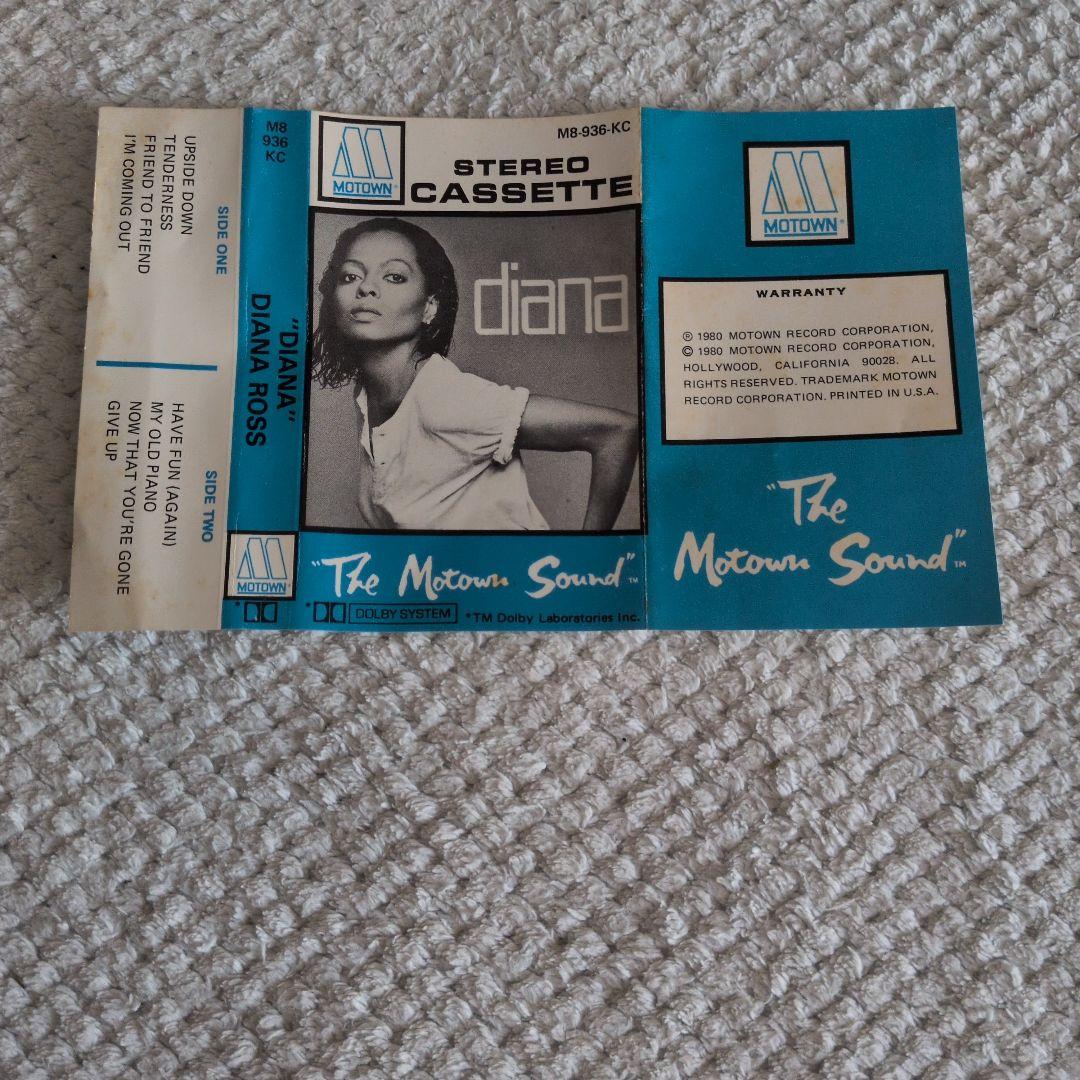 UPSIDE DOWN
TENDERNESS
FRIEND TO FRIEND
I'M COMING OUT
SIDE ONE
HAVE FUN (AGAIN)
MY OLD PIANO
NOW THAT YOU'RE GONE
GIVE UP
SIDE TWO
M8
936
KC
"DIANA"
DIANA ROSS
MOTOWN®
*DOLBY SYSTEM
MOTOWN®
M8-936-KC
STEREO
CASSETTE
diana
"The Motown Sound"™
*TM Dolby Laboratories Inc.
MOTOWN®
WARRANTY
℗ 1980 MOTOWN RECORD CORPORATION,
© 1980 MOTOWN RECORD CORPORATION,
HOLLYWOOD, CALIFORNIA 90028. ALL
RIGHTS RESERVED. TRADEMARK MOTOWN
RECORD CORPORATION. PRINTED IN U.S.A.
"The
Motown Sound"™